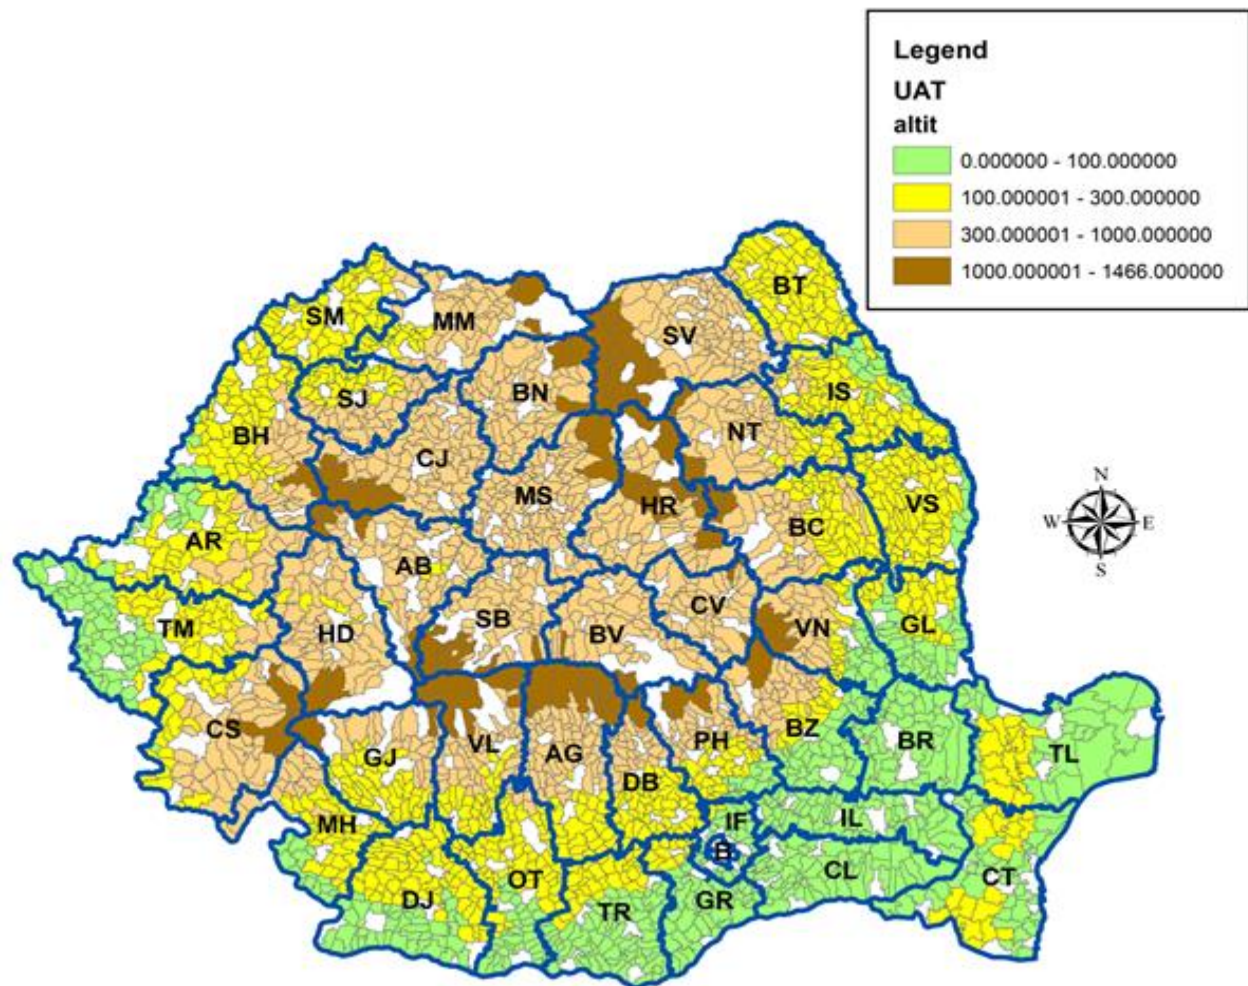 Legend
UAT
altit
0.000000 - 100.000000
100.000001 - 300.000000
300.000001 - 1000.000000
1000.000001 - 1466.000000
BT
SM
MM
SV
BN
IS
SJ
BH
NT
CJ
MS
HR
VS
BC
AR
N
W
E
S
AB
CV
SB
TM
HD
BV
VN
GL
CS
GJ
VL
AG
PH
BZ
BR
TL
DB
MH
IF
IL
B
CL
CT
OT
DJ
TR
GR